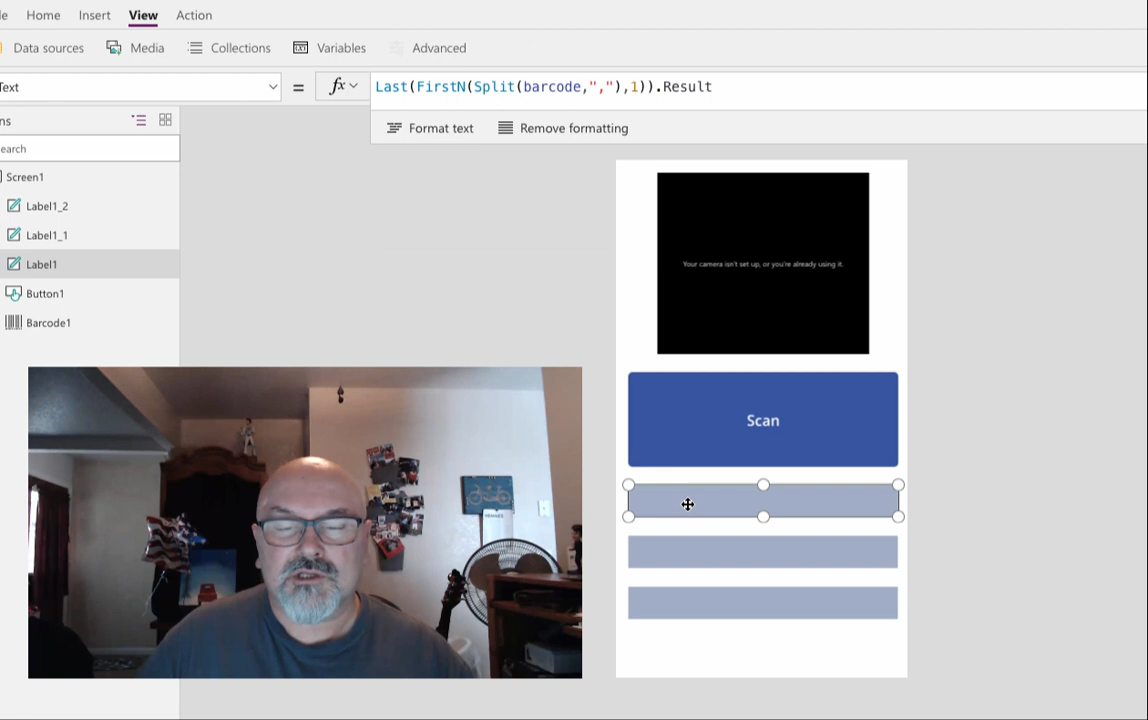 Home Insert View Action
Data sources Media Collections Variables Advanced
= fx Last(FirstN(Split(barcode,","),1)).Result
Format text Remove formatting
Screen1
Label1_2
Label1_1
Label1
Button1
Barcode1
Your camera isn't set up, or you're already using it.
Scan